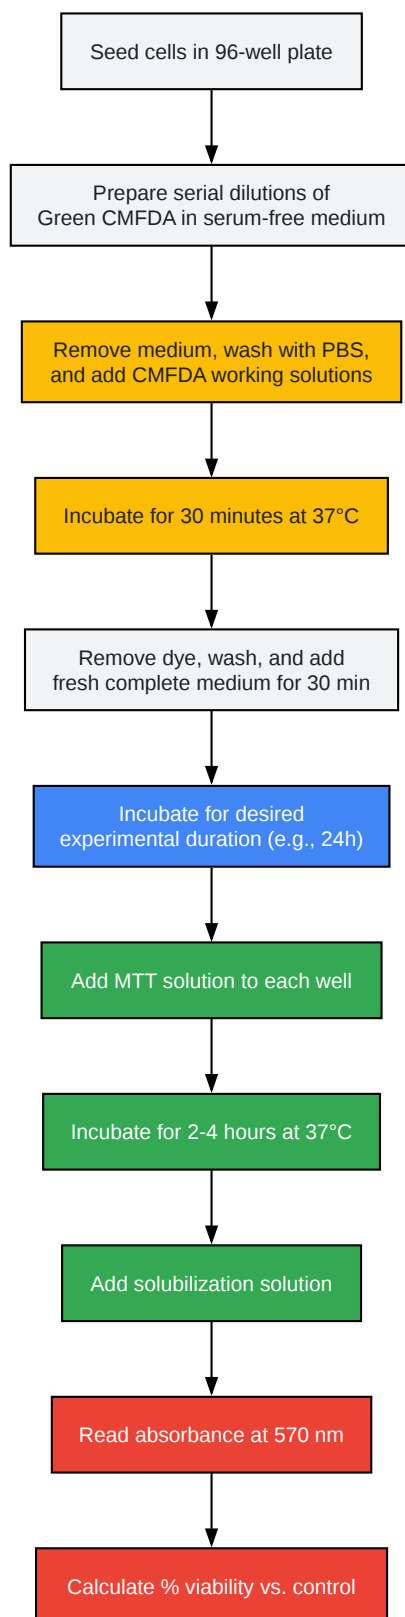 Seed cells in 96-well plate
Prepare serial dilutions of
Green CMFDA in serum-free medium
Remove medium, wash with PBS,
and add CMFDA working solutions
Incubate for 30 minutes at 37°C
Remove dye, wash, and add
fresh complete medium for 30 min
Incubate for desired
experimental duration (e.g., 24h)
Add MTT solution to each well
Incubate for 2-4 hours at 37°C
Add solubilization solution
Read absorbance at 570 nm
Calculate % viability vs. control